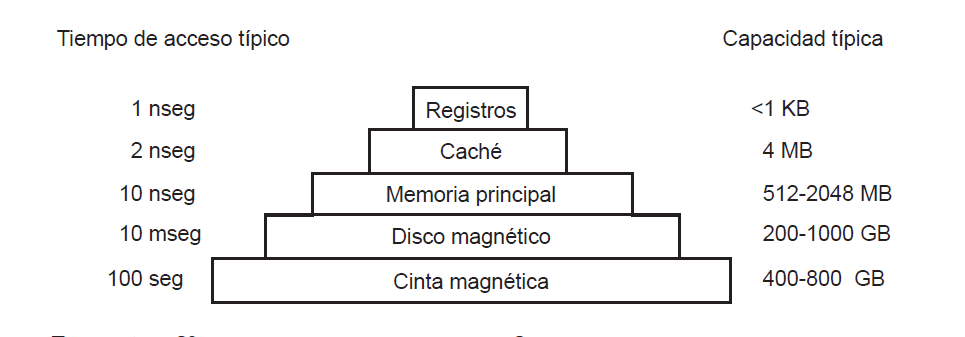 Tiempo de acceso típico Capacidad típica
1 nseg Registros <1 KB
2 nseg Caché 4 MB
10 nseg Memoria principal 512-2048 MB
10 mseg Disco magnético 200-1000 GB
100 seg Cinta magnética 400-800 GB